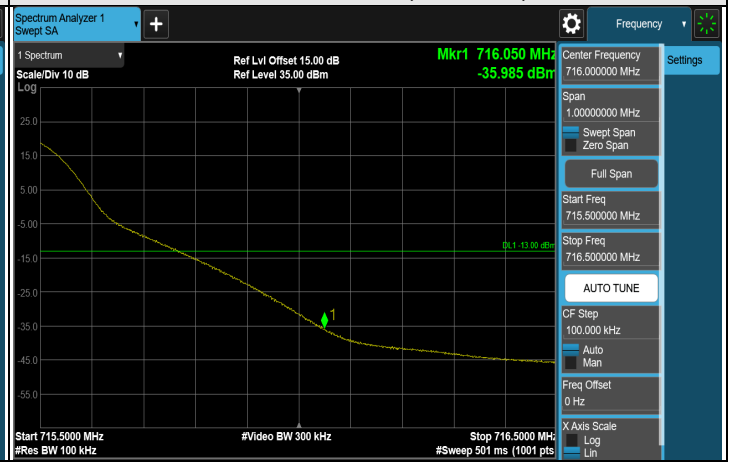 Spectrum Analyzer 1
Swept SA
Frequency
1 Spectrum
Scale/Div 10 dB
Log
Ref Lvl Offset 15.00 dB
Ref Level 35.00 dBm
Mkr1 716.050 MHz
-35.985 dBm
25.0
15.0
5.00
-5.00
-15.0
-25.0
-35.0
-45.0
-55.0
DL1 -13.00 dBm
1
Start 715.5000 MHz
#Res BW 100 kHz
#Video BW 300 kHz
Stop 716.5000 MHz
#Sweep 501 ms (1001 pts
Center Frequency
716.000000 MHz
Settings
Span
1.00000000 MHz
Swept Span
Zero Span
Full Span
Start Freq
715.500000 MHz
Stop Freq
716.500000 MHz
AUTO TUNE
CF Step
100.000 kHz
Auto
Man
Freq Offset
0 Hz
X Axis Scale
Log
Lin